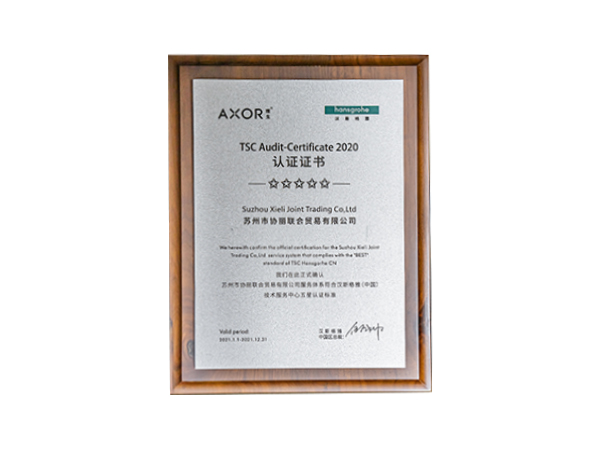 AXOR
hansgrohe
TSC Audit-Certificate 2020
认证证书
Suzhou Xieli Joint Trading Co,Ltd
苏州市协丽联合贸易有限公司
We herewith confirm the official certification for the Suzhou Xieli Joint
Trading Co,Ltd service system that complies with the "BEST"
standard of TSC Hansgrohe CN
我们在此正式确认
苏州市协丽联合贸易有限公司服务体系符合汉斯格雅(中国)
技术服务中心五星认证标准
Valid period:
2021.1.1-2021.12.31
汉斯格雅
中国区总裁: